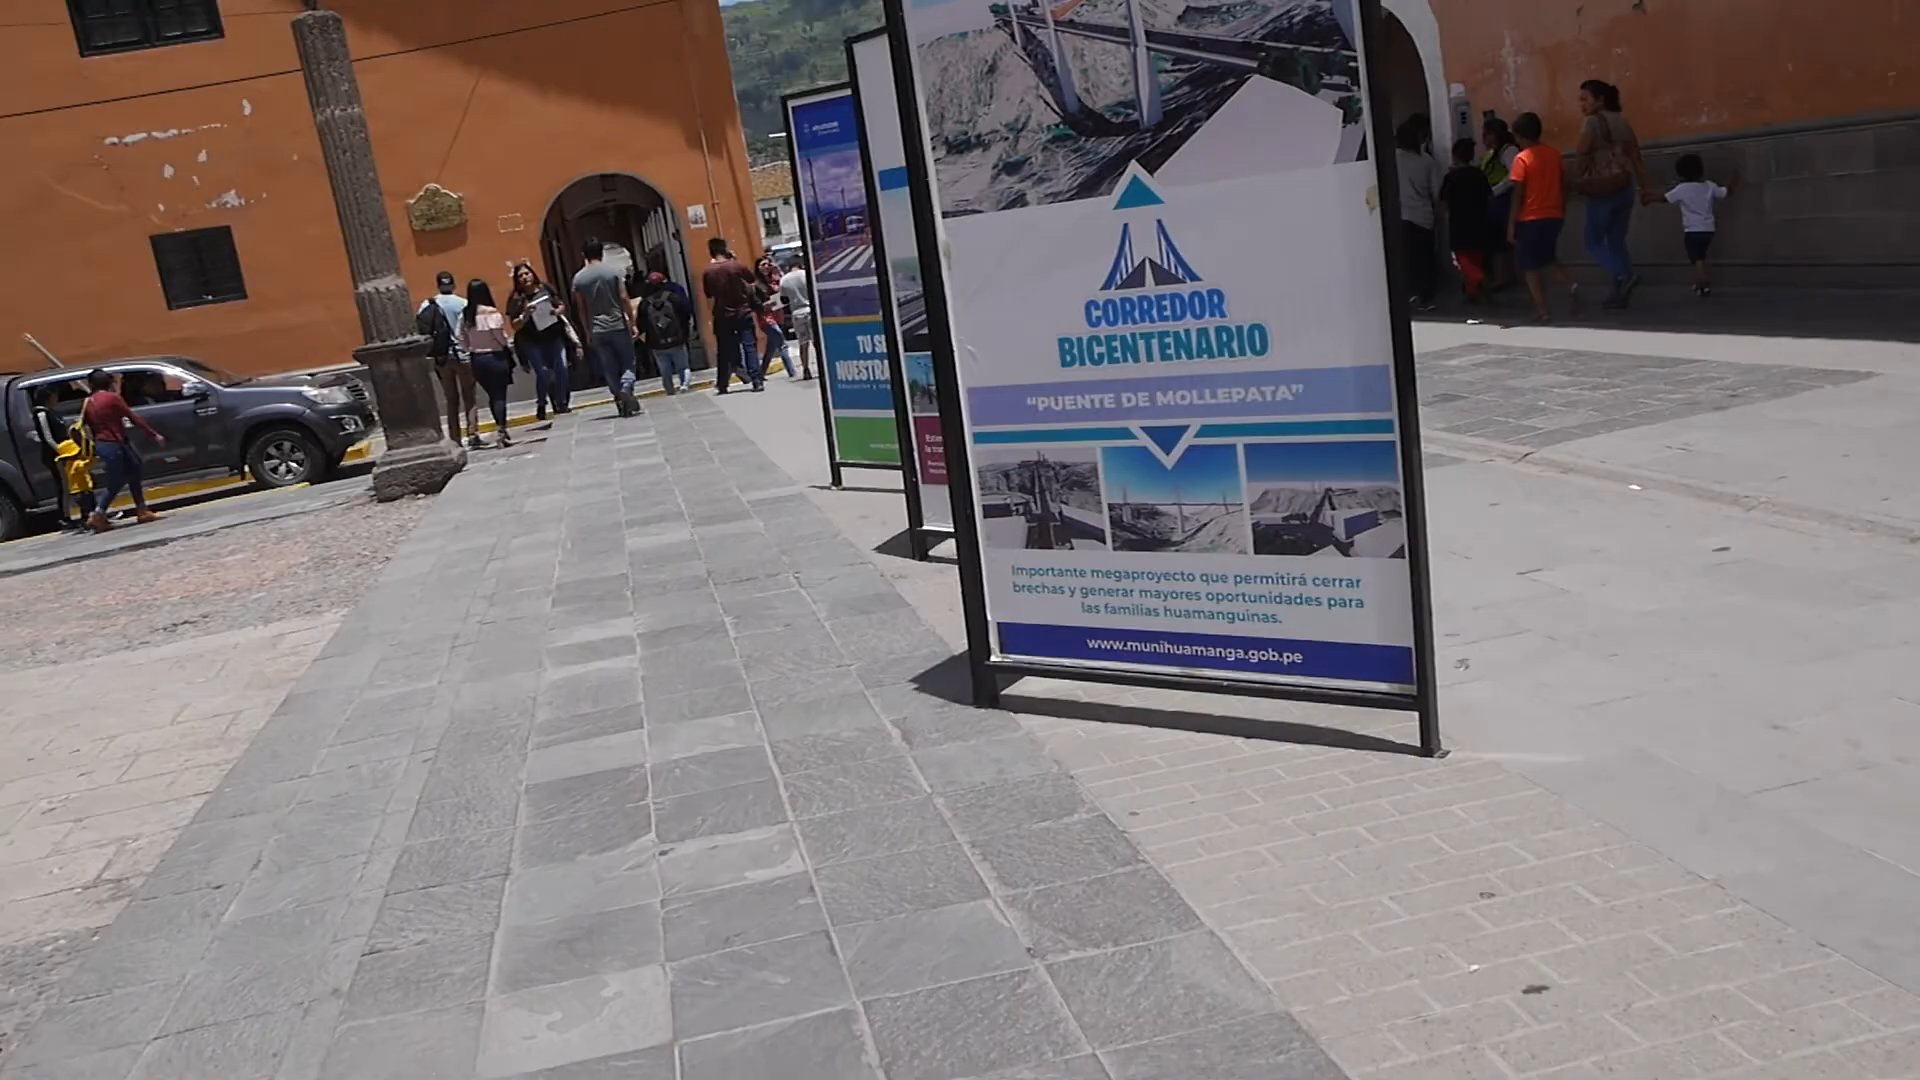 CORREDOR
BICENTENARIO
“PUENTE DE MOLLEPATA”
Importante megaproyecto que permitirá cerrar
brechas y generar mayores oportunidades para
las familias huamanguinas.
www.munihuamanga.gob.pe
TU SE
NUESTRA